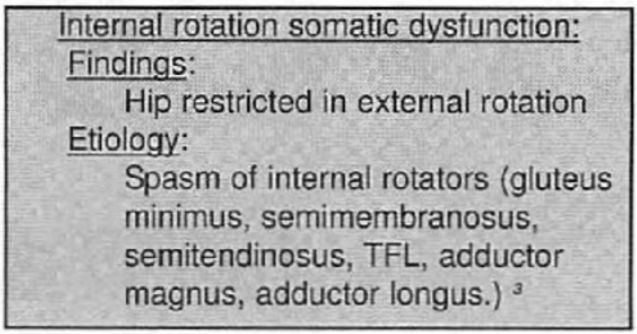 Internal rotation somatic dysfunction:
Findings:
Hip restricted in external rotation
Etiology:
Spasm of internal rotators (gluteus
minimus, semimembranosus,
semitendinosus, TFL, adductor
magnus, adductor longus.) ³